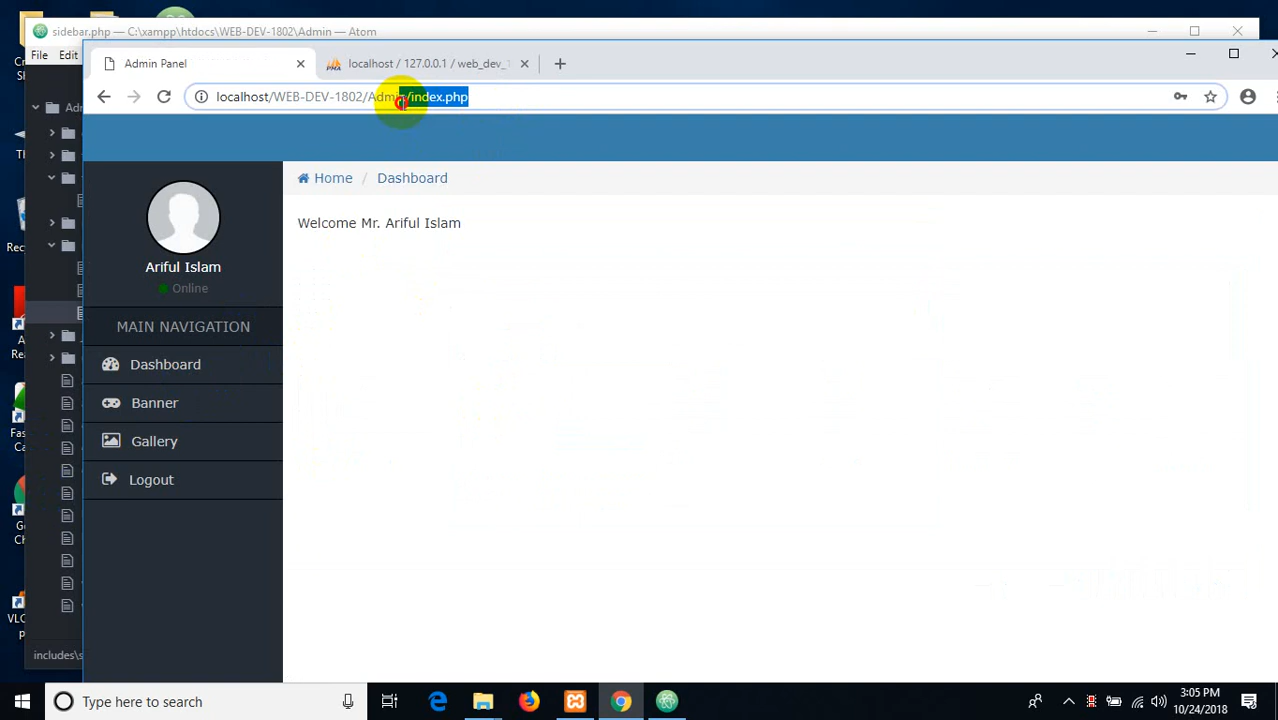 sidebar.php — C:\xampp\htdocs\WEB-DEV-1802\Admin — Atom
File Edit
Admin Panel
localhost / 127.0.0.1 / web_dev_1
localhost/WEB-DEV-1802/Admin/index.php
Home / Dashboard
Welcome Mr. Ariful Islam
Ariful Islam
Online
MAIN NAVIGATION
Dashboard
Banner
Gallery
Logout
includes\s
Type here to search
3:05 PM
10/24/2018